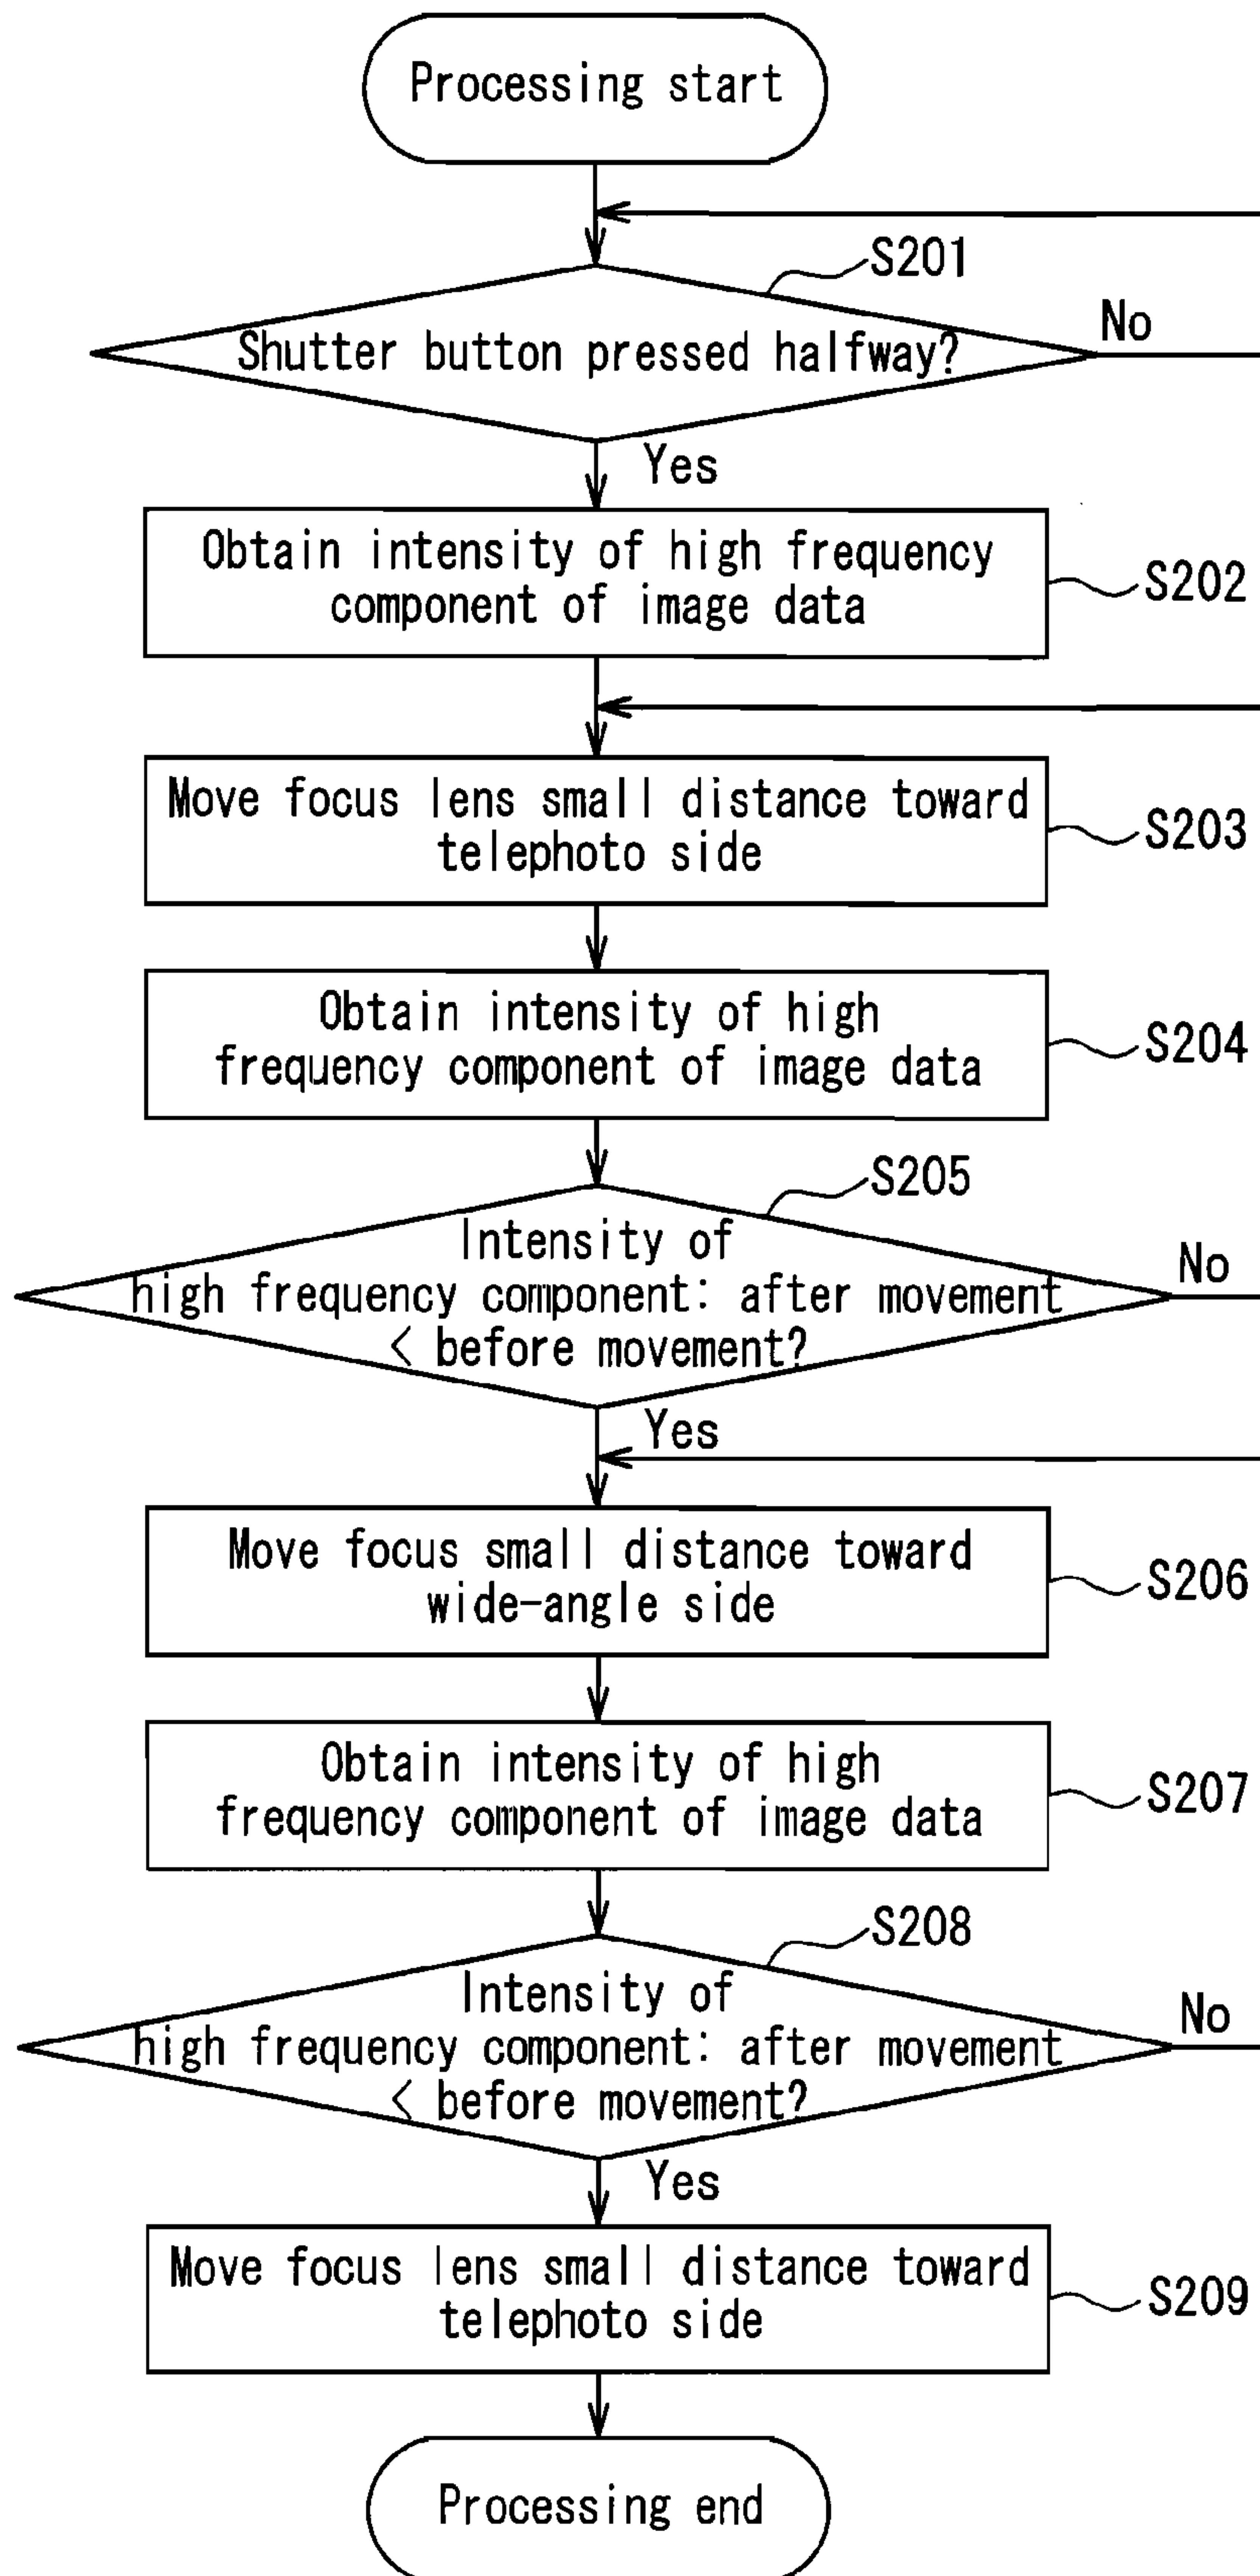 Processing start
S201
Shutter button pressed halfway?
No
Yes
Obtain intensity of high frequency
component of image data
S202
Move focus lens small distance toward
telephoto side
S203
Obtain intensity of high
frequency component of image data
S204
S205
Intensity of
high frequency component: after movement
< before movement?
No
Yes
Move focus small distance toward
wide-angle side
S206
Obtain intensity of high
frequency component of image data
S207
S208
Intensity of
high frequency component: after movement
< before movement?
No
Yes
Move focus lens small distance toward
telephoto side
S209
Processing end